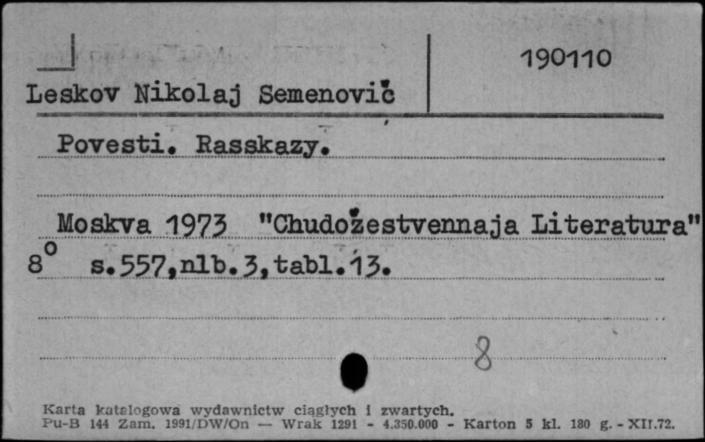 190110
Leskov Nikolaj Semenovič
Povesti. Rasskazy.
Moskva 1973 "Chudožestvennaja Literatura"
8° s.557,nlb.3,tabl.13.
8
Karta katalogowa wydawnictw ciągłych i zwartych.
Pu-B 144 Zam. 1991/DW/On — Wrak 1291 - 4.350.000 - Karton 5 kl. 180 g. - XII.72.